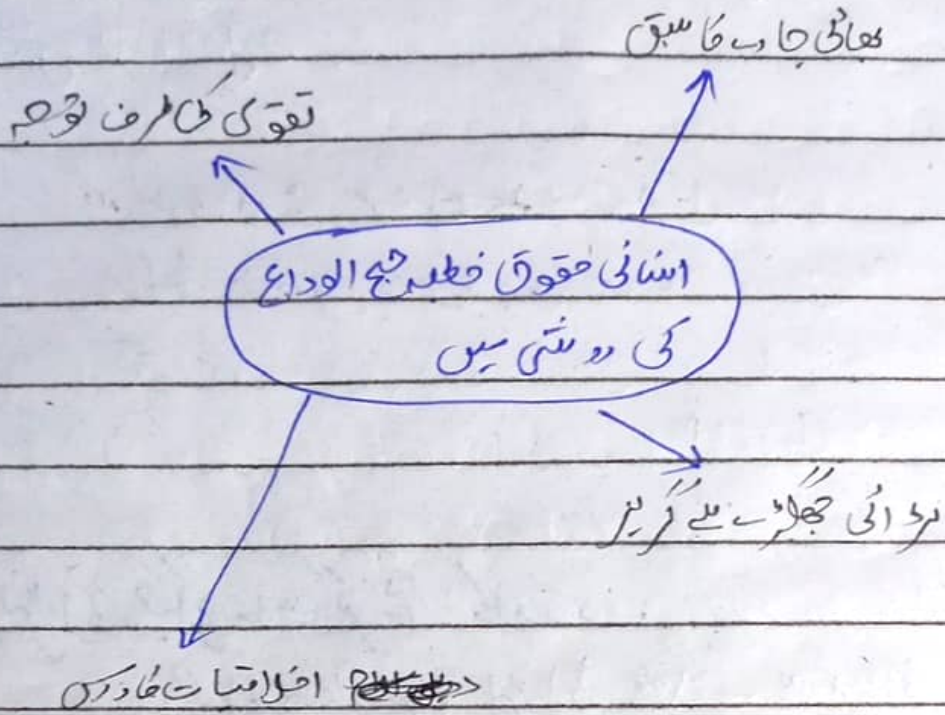 بھائی چارے کا سبق
تقوی کی طرف توجہ
انسانی حقوق خطبہ حج الوداع
کی روشنی میں
لڑائی جھگڑے سے گریز
اخلاقیات کا درس